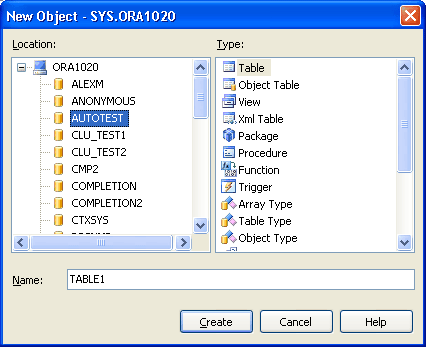 New Object - SYS.ORA1020
Location:
ORA1020
ALEXM
ANONYMOUS
AUTOTEST
CLU_TEST1
CLU_TEST2
CMP2
COMPLETION
COMPLETION2
CTXSYS
Type:
Table
Object Table
View
Xml Table
Package
Procedure
Function
Trigger
Array Type
Table Type
Object Type
Name:
TABLE1
Create
Cancel
Help